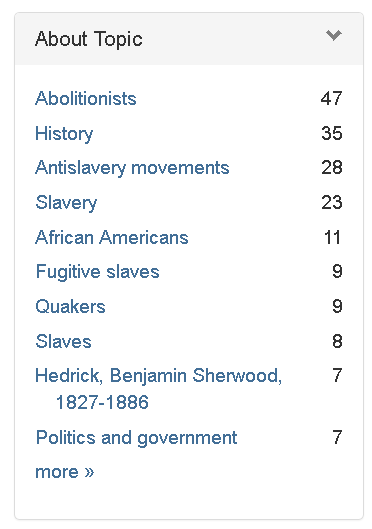 About Topic
Abolitionists 47
History 35
Antislavery movements 28
Slavery 23
African Americans 11
Fugitive slaves 9
Quakers 9
Slaves 8
Hedrick, Benjamin Sherwood, 7
1827-1886
Politics and government 7
more »